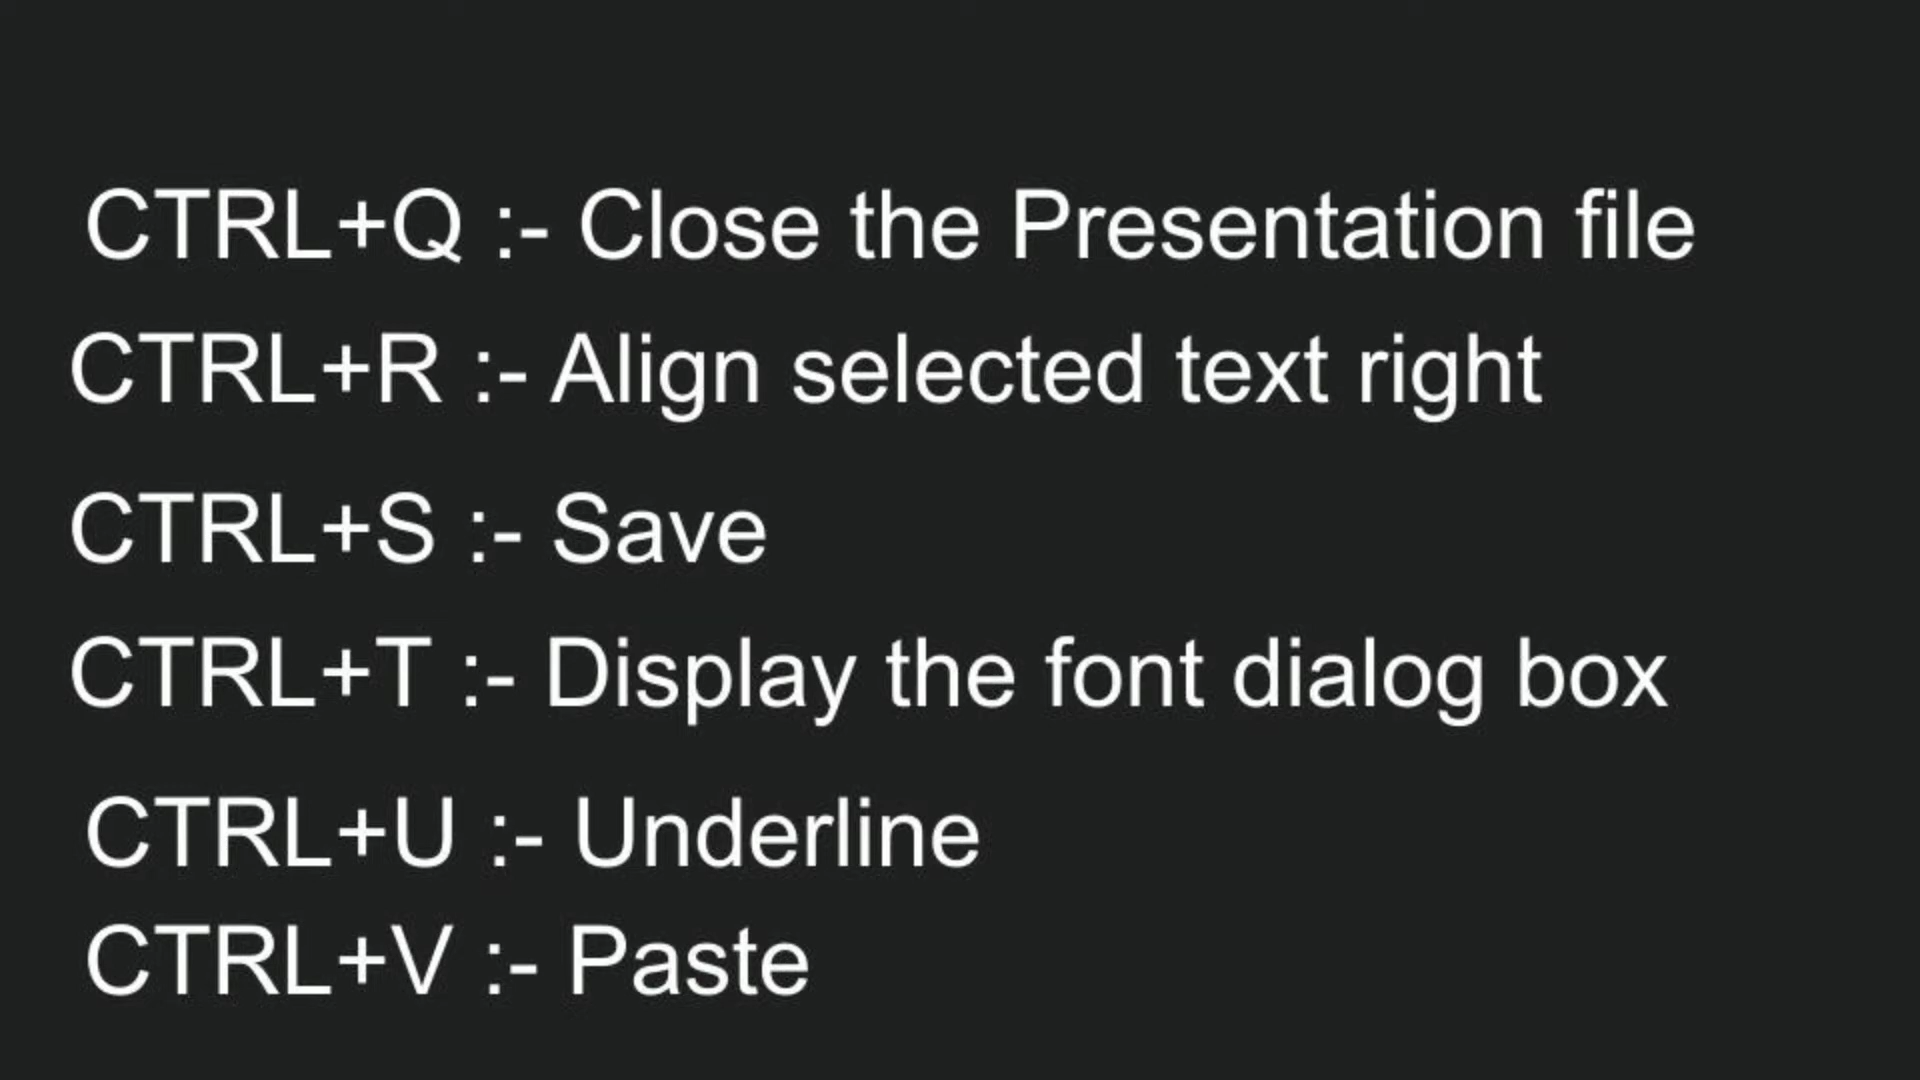 CTRL+Q :- Close the Presentation file
CTRL+R :- Align selected text right
CTRL+S :- Save
CTRL+T :- Display the font dialog box
CTRL+U :- Underline
CTRL+V :- Paste